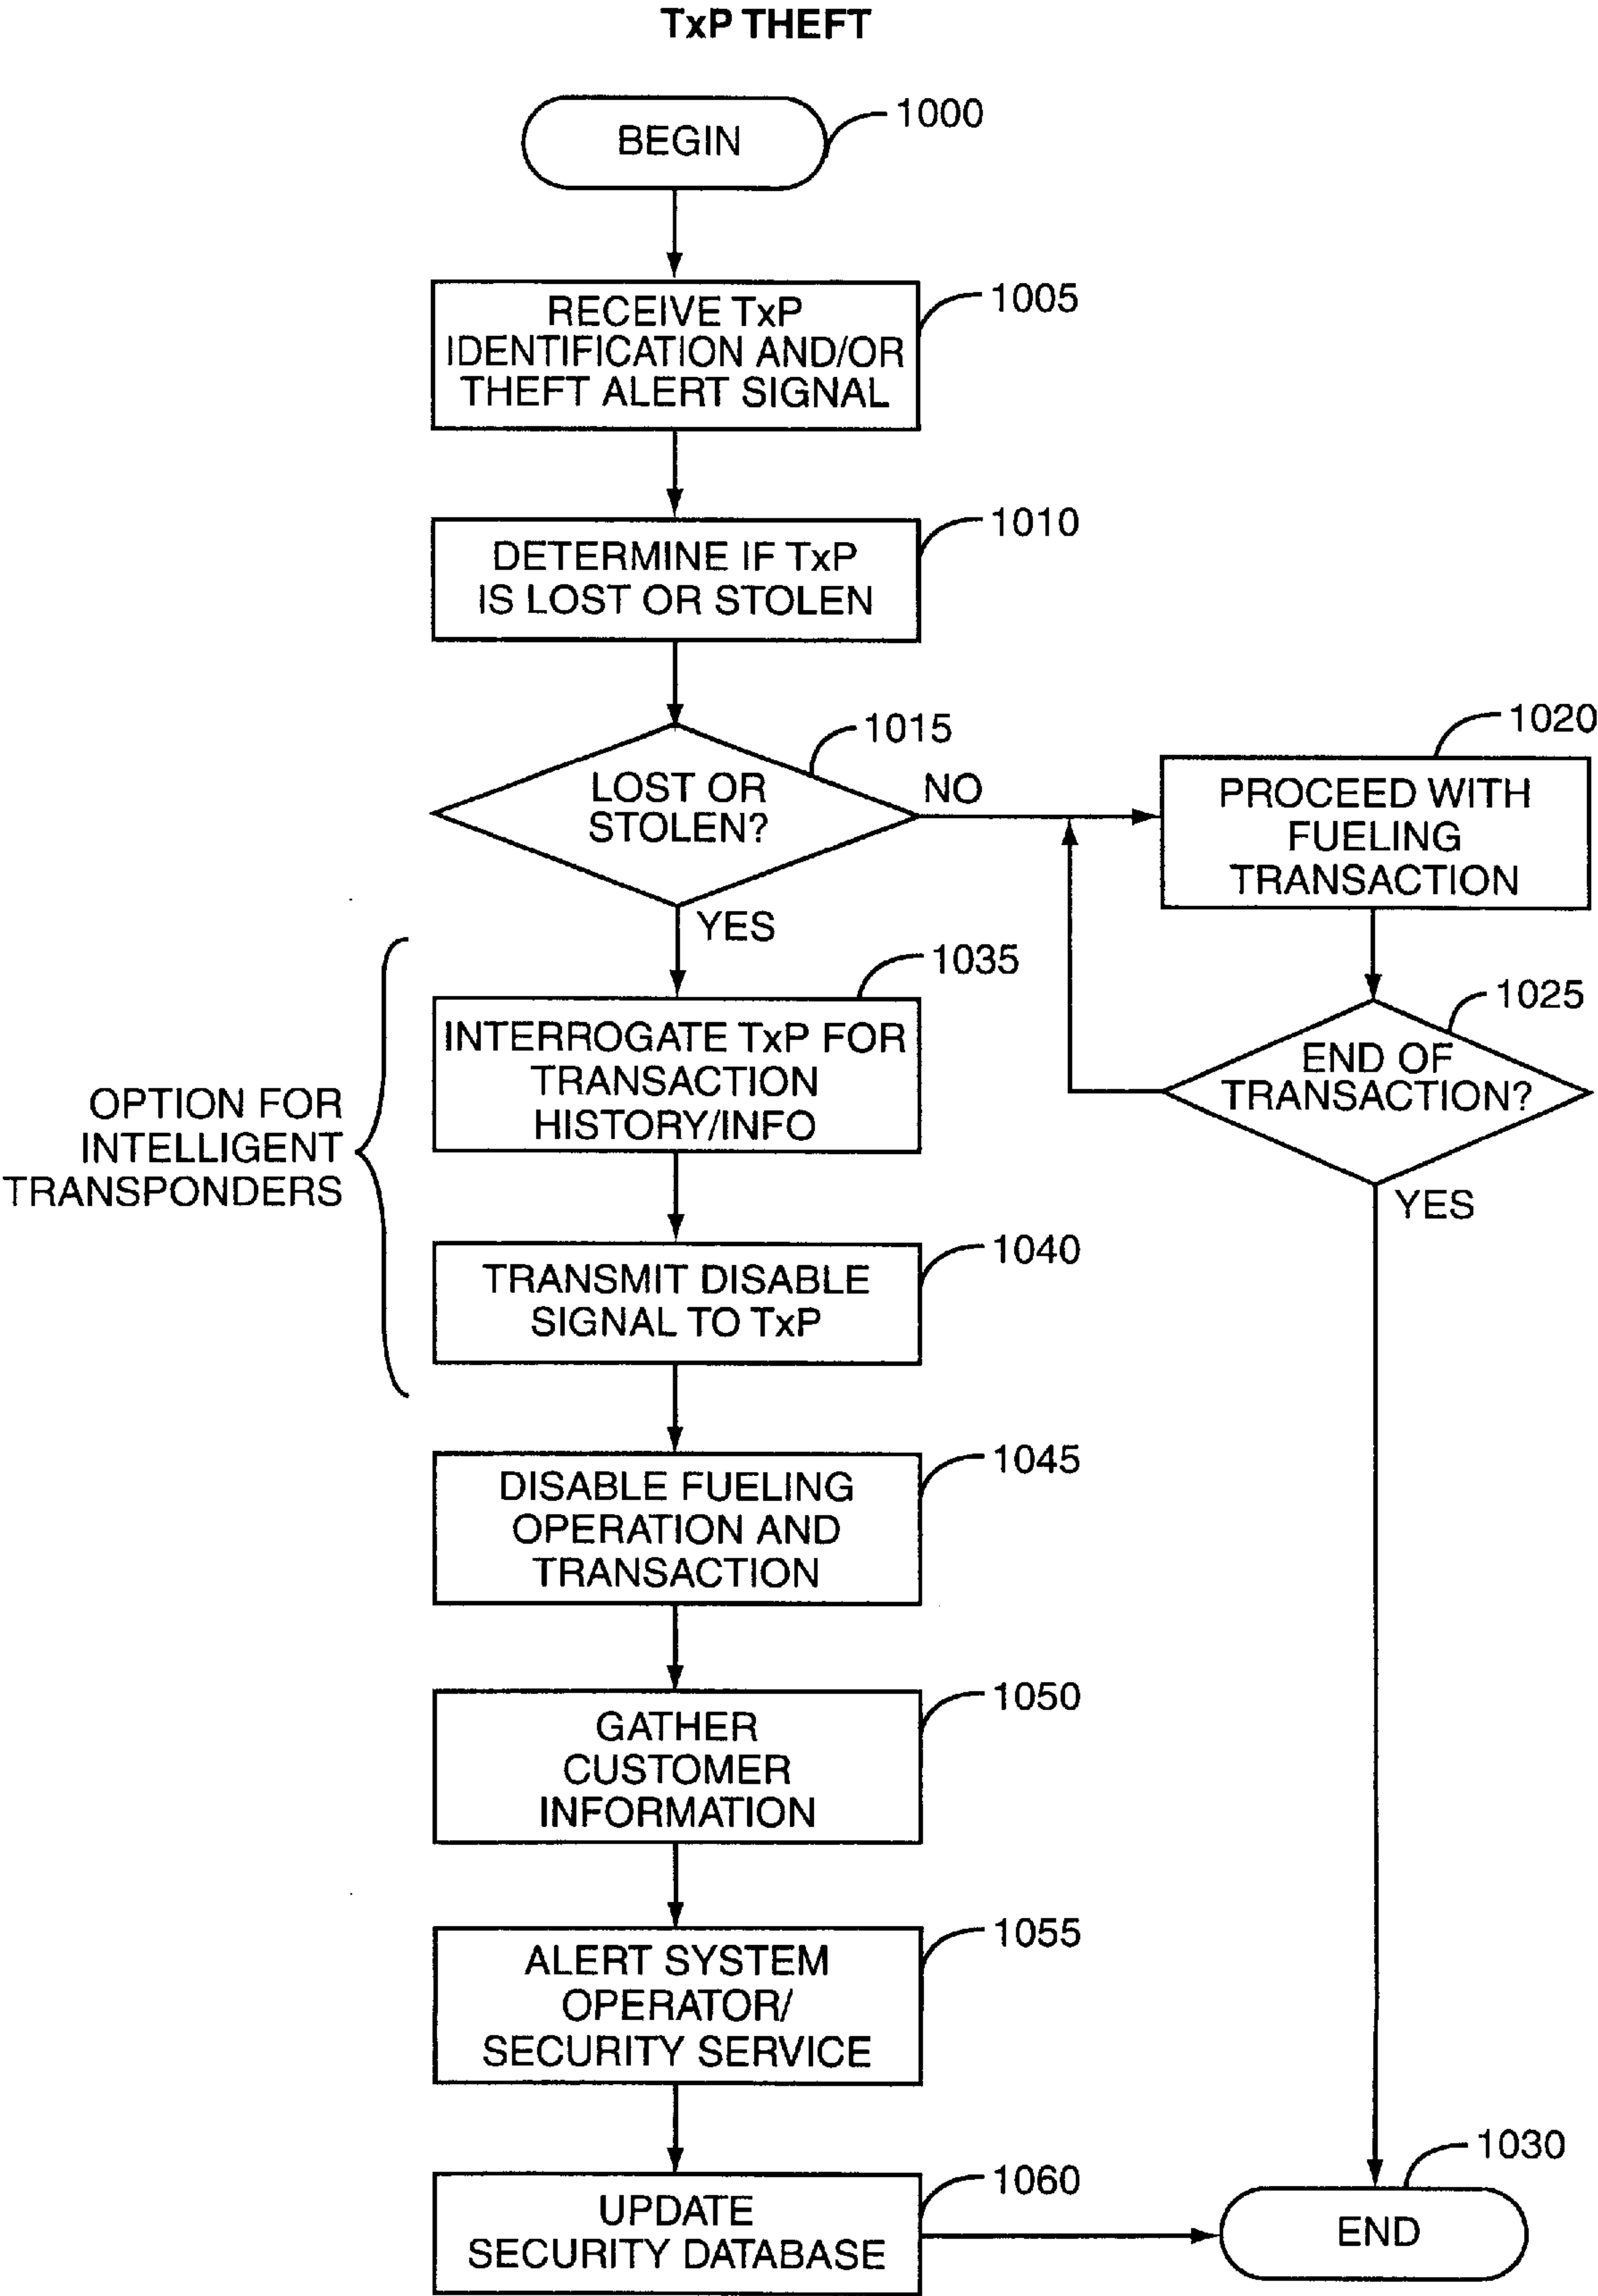 TxP THEFT
BEGIN
1000
RECEIVE TxP
IDENTIFICATION AND/OR
THEFT ALERT SIGNAL
1005
DETERMINE IF TxP
IS LOST OR STOLEN
1010
LOST OR
STOLEN?
1015
NO
YES
PROCEED WITH
FUELING
TRANSACTION
1020
END OF
TRANSACTION?
1025
YES
OPTION FOR
INTELLIGENT
TRANSPONDERS
INTERROGATE TxP FOR
TRANSACTION
HISTORY/INFO
1035
TRANSMIT DISABLE
SIGNAL TO TxP
1040
DISABLE FUELING
OPERATION AND
TRANSACTION
1045
GATHER
CUSTOMER
INFORMATION
1050
ALERT SYSTEM
OPERATOR/
SECURITY SERVICE
1055
UPDATE
SECURITY DATABASE
1060
END
1030